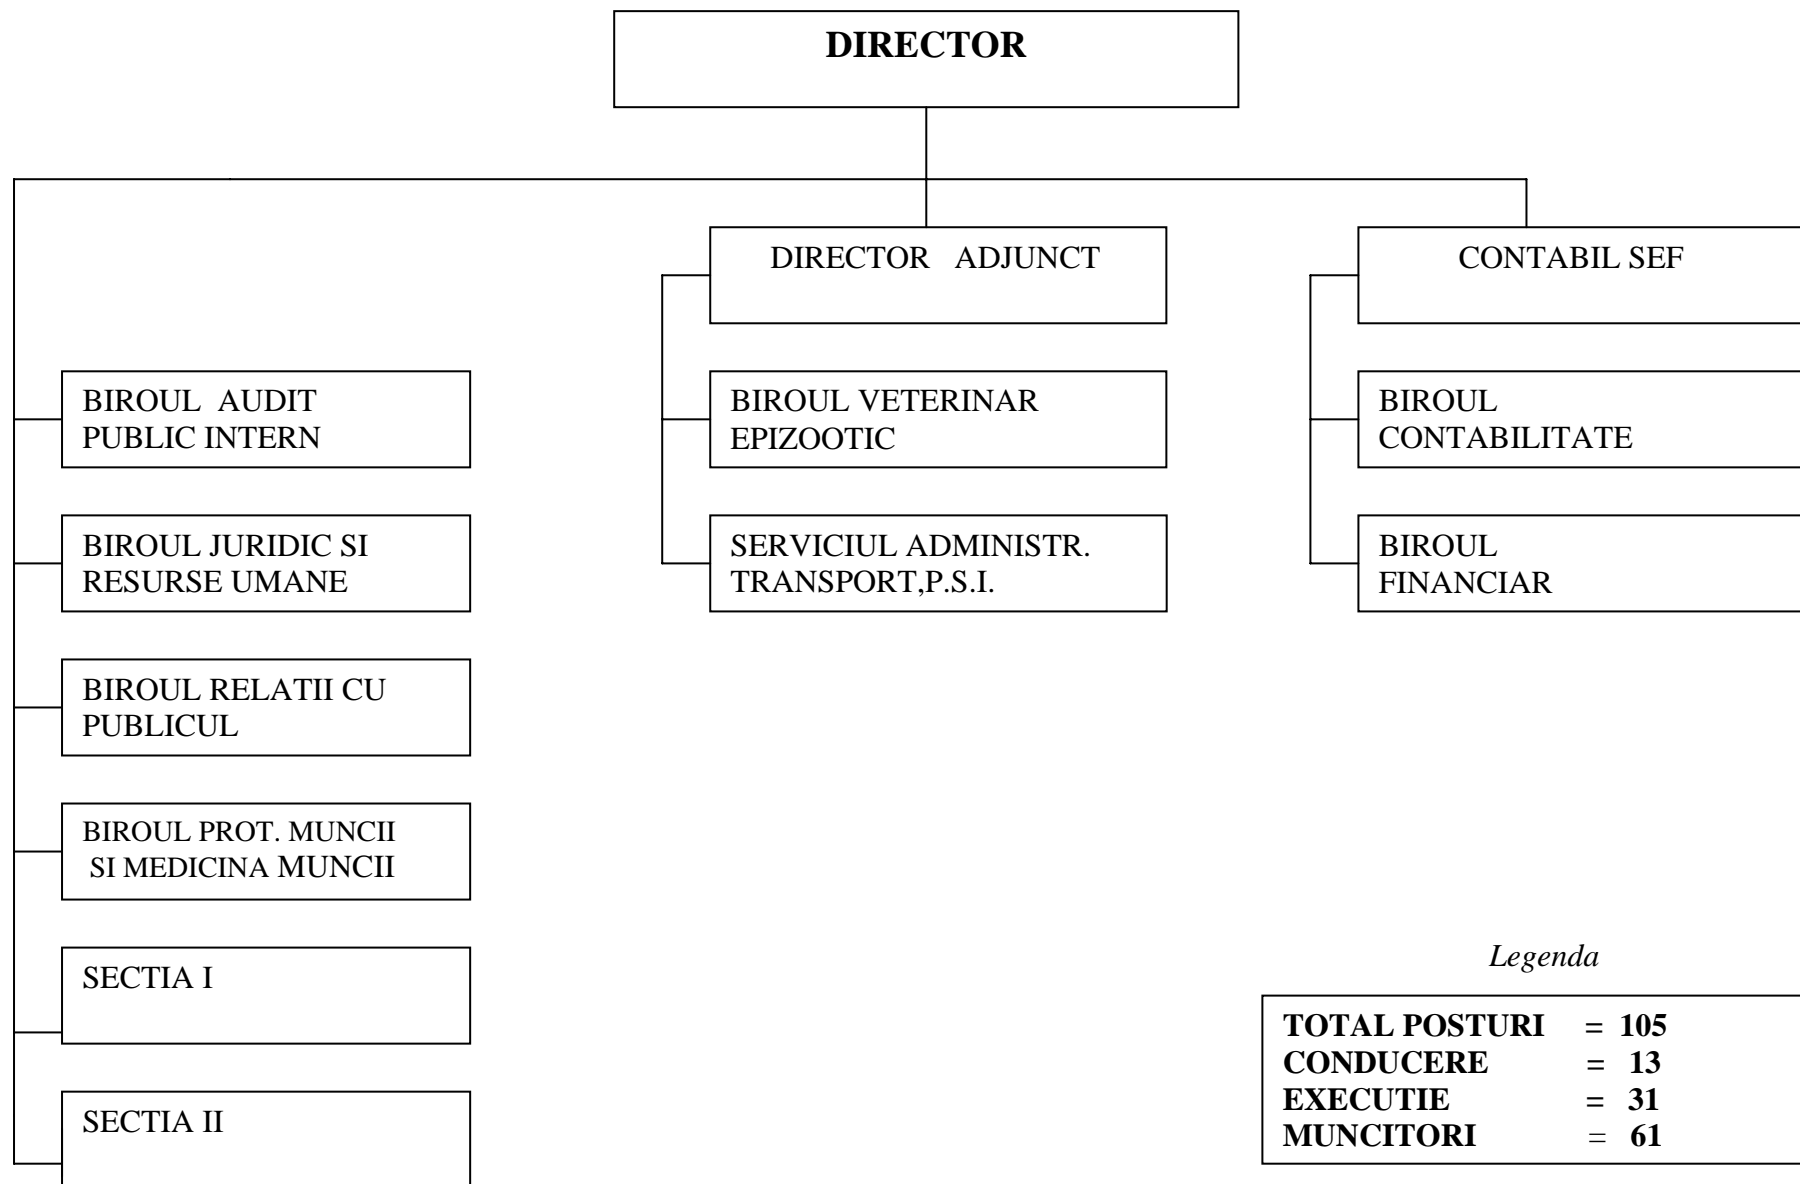 DIRECTOR
DIRECTOR ADJUNCT
CONTABIL SEF
BIROUL AUDIT
PUBLIC INTERN
BIROUL VETERINAR
EPIZOOTIC
BIROUL
CONTABILITATE
BIROUL JURIDIC SI
RESURSE UMANE
SERVICIUL ADMINISTR.
TRANSPORT,P.S.I.
BIROUL
FINANCIAR
BIROUL RELATII CU
PUBLICUL
BIROUL PROT. MUNCII
SI MEDICINA MUNCII
SECTIA I
SECTIA II
Legenda
TOTAL POSTURI = 105
CONDUCERE = 13
EXECUTIE = 31
MUNCITORI = 61